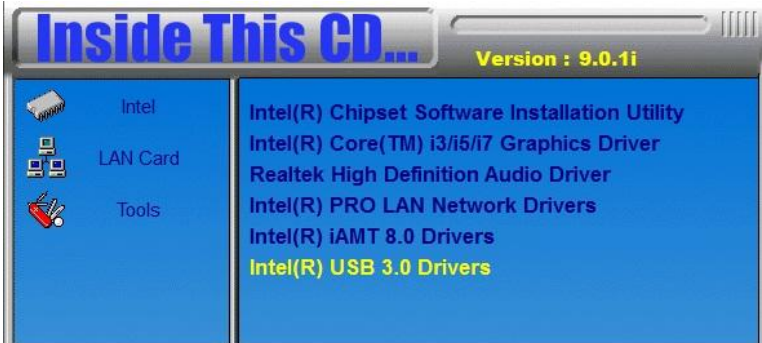 Inside This CD...
Version : 9.0.1i
Intel
LAN Card
Tools
Intel(R) Chipset Software Installation Utility
Intel(R) Core(TM) i3/i5/i7 Graphics Driver
Realtek High Definition Audio Driver
Intel(R) PRO LAN Network Drivers
Intel(R) iAMT 8.0 Drivers
Intel(R) USB 3.0 Drivers